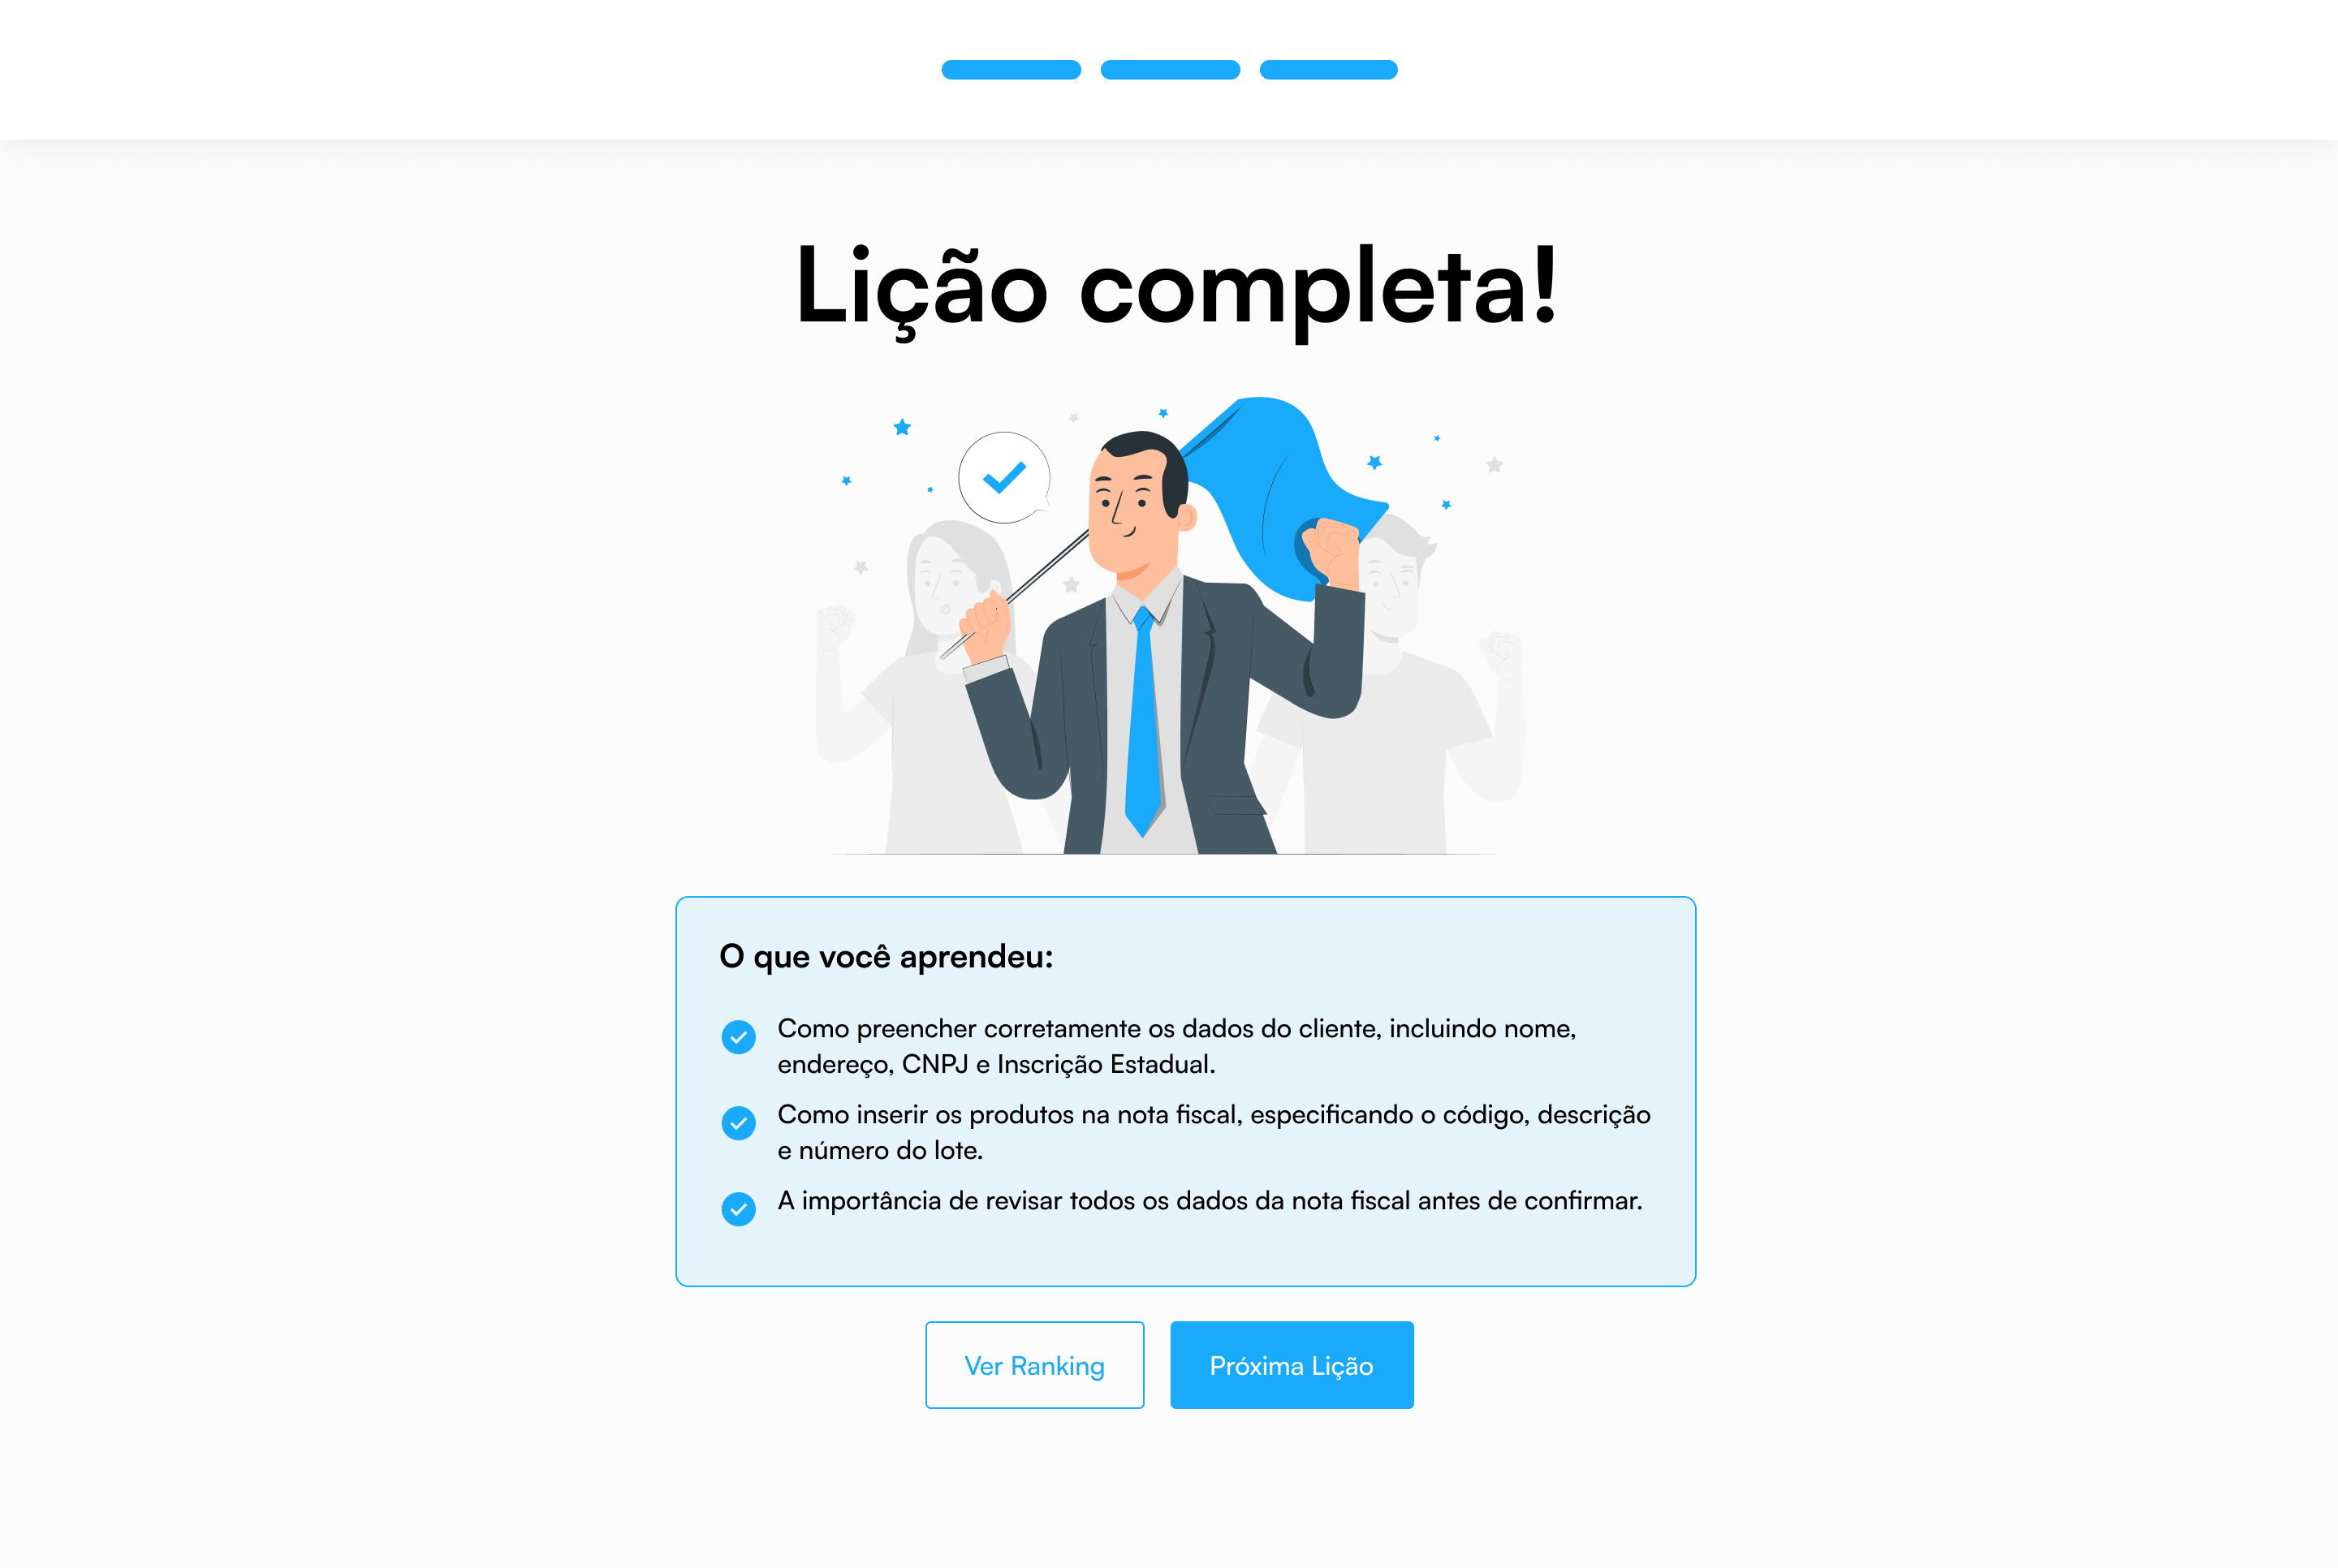 Lição completa!
O que você aprendeu:
Como preencher corretamente os dados do cliente, incluindo nome,
endereço, CNPJ e Inscrição Estadual.
Como inserir os produtos na nota fiscal, especificando o código, descrição
e número do lote.
A importância de revisar todos os dados da nota fiscal antes de confirmar.
Ver Ranking
Próxima Lição